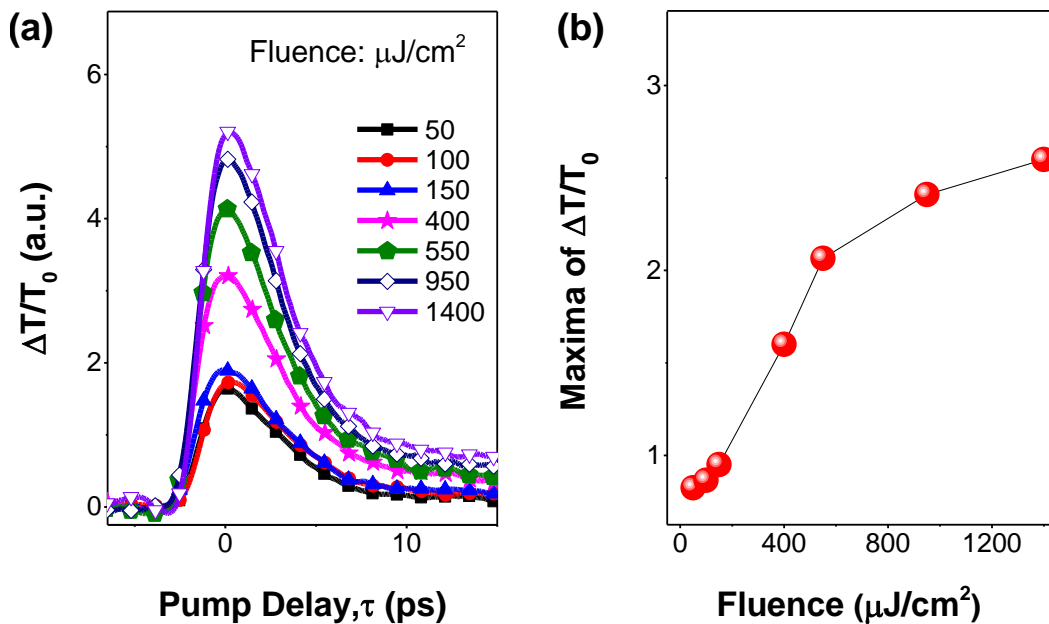 (a)
Fluence: μJ/cm²
50
100
150
400
550
950
1400
ΔT/T₀ (a.u.)
6
4
2
0
0 10
Pump Delay,τ (ps)
(b)
Maxima of ΔT/T₀
3
2
1
0 400 800 1200
Fluence (μJ/cm²)